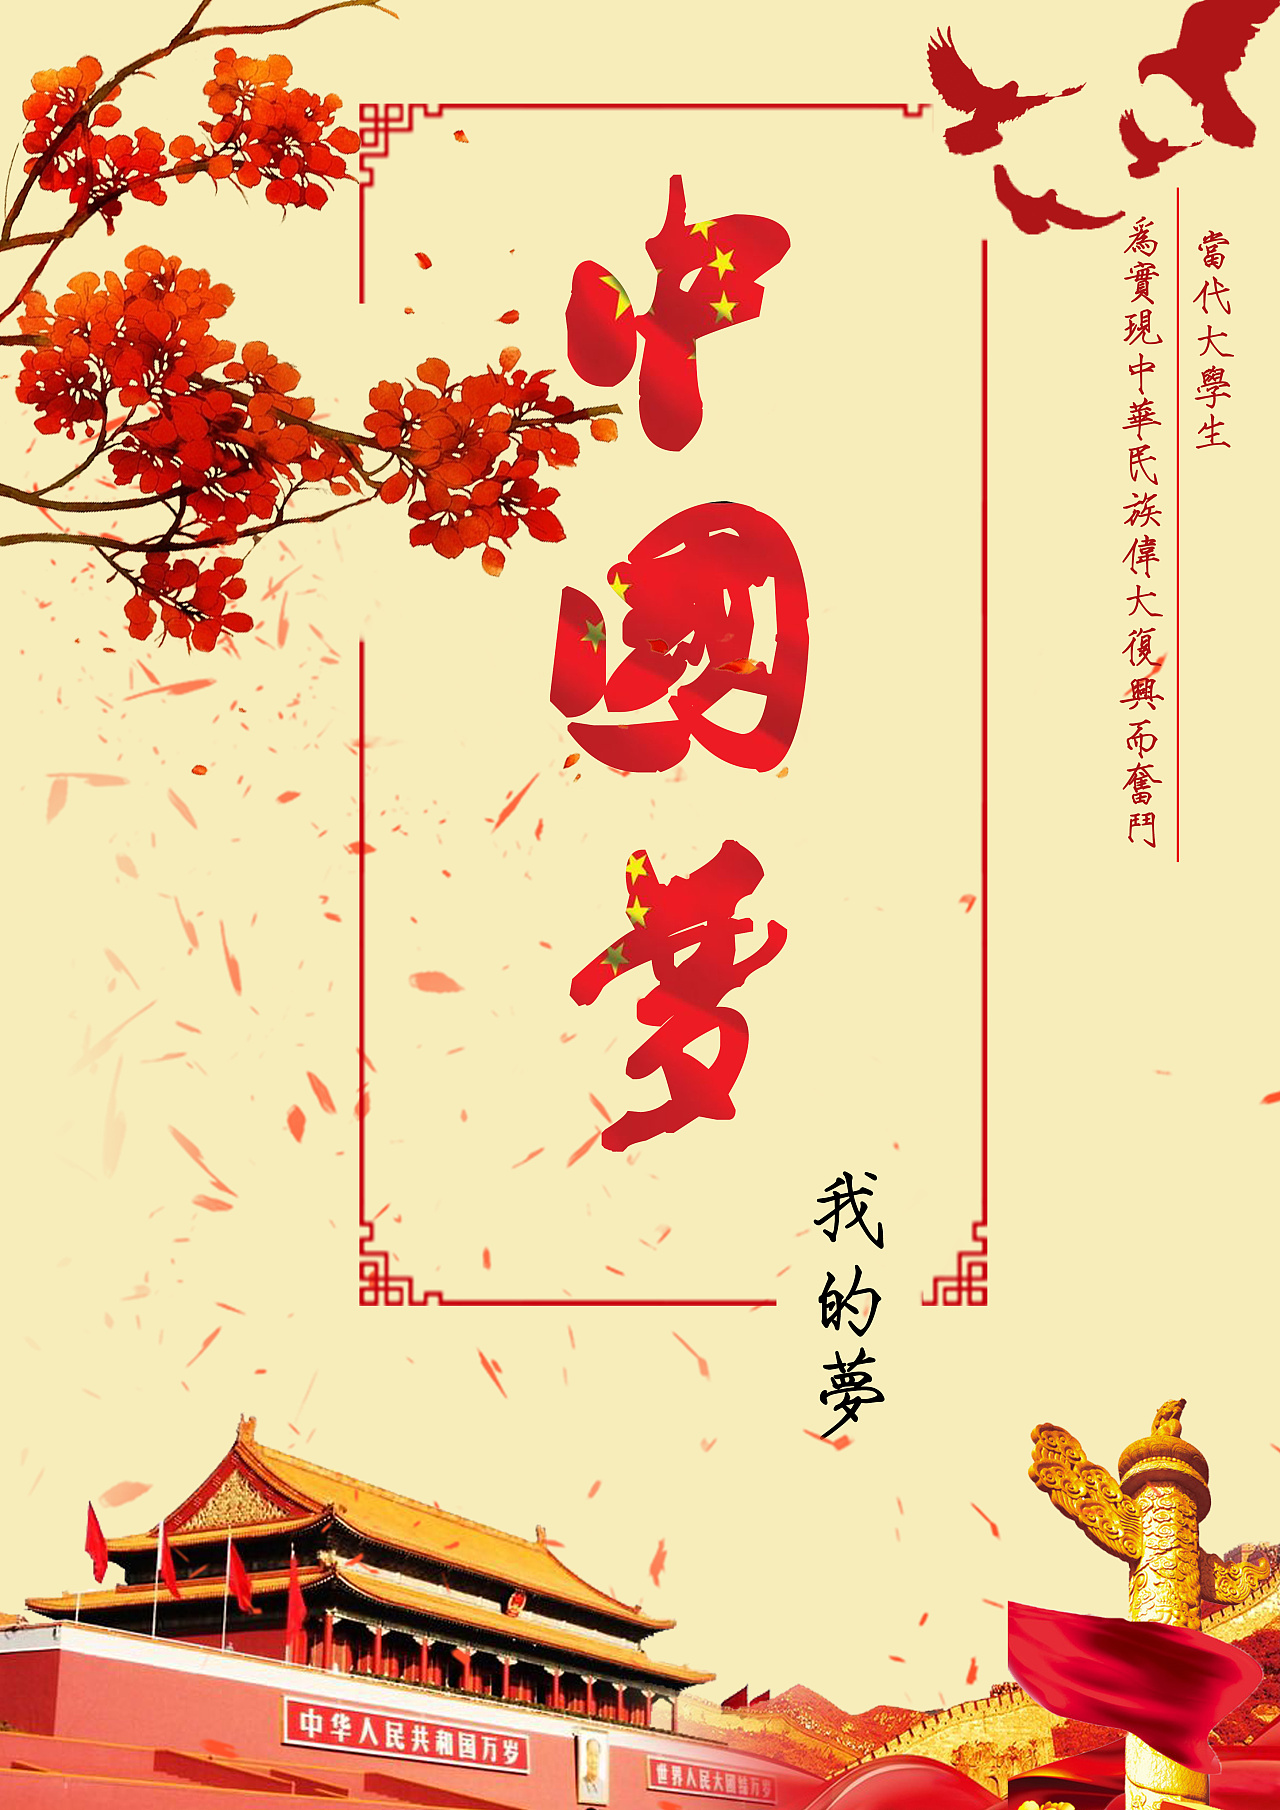 當代大學生
為實現中華民族偉大復興而奮鬥
中國夢
我的夢
中华人民共和国万岁
世界人民大團結万岁